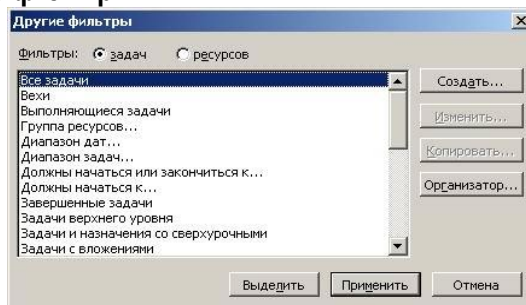 Другие фильтры
Фильтры: задач ресурсов
Все задачи
Вехи
Выполняющиеся задачи
Группа ресурсов...
Диапазон дат...
Диапазон задач...
Должны начаться или закончиться к...
Должны начаться к...
Завершенные задачи
Задачи верхнего уровня
Задачи и назначения со сверхурочными
Задачи с вложениями
Создать...
Изменить...
Копировать...
Организатор...
Выделить Применить Отмена